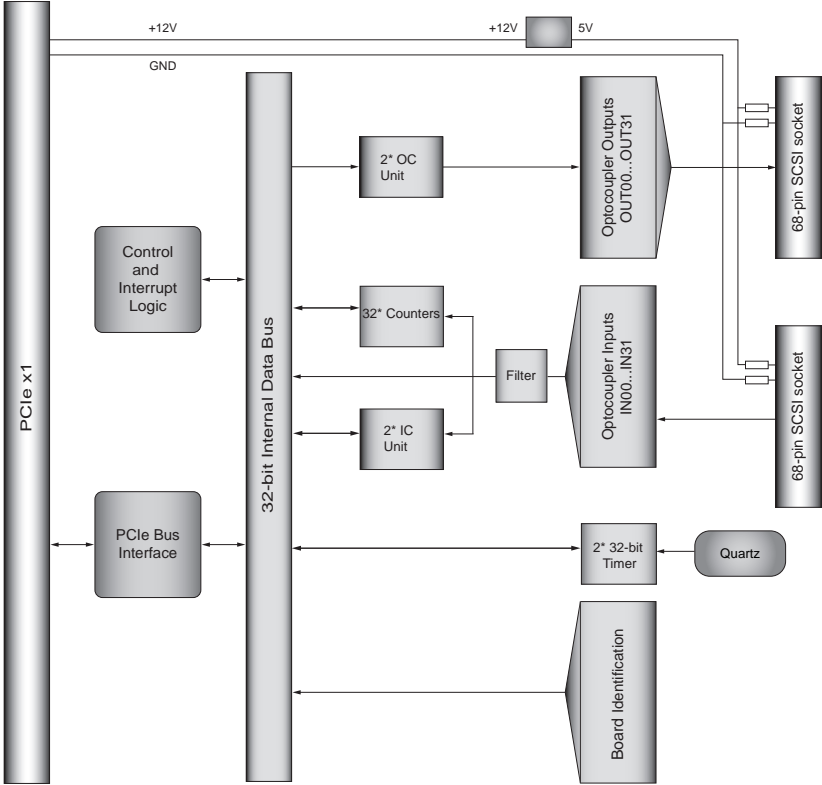 +12V
+12V
5V
GND
PCIe x1
Control
and
Interrupt
Logic
PCIe Bus
Interface
32-bit Internal Data Bus
2* OC
Unit
32* Counters
2* IC
Unit
Filter
Optocoupler Outputs
OUT00...OUT31
Optocoupler Inputs
IN00...IN31
2* 32-bit
Timer
Quartz
Board Identification
68-pin SCSI socket
68-pin SCSI socket